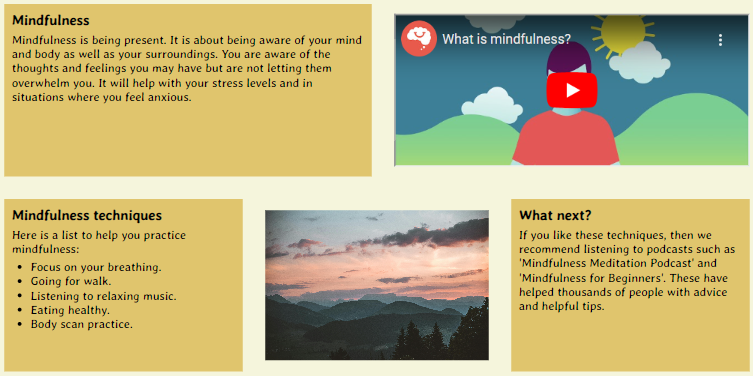 Mindfulness
Mindfulness is being present. It is about being aware of your mind
and body as well as your surroundings. You are aware of the
thoughts and feelings you may have but are not letting them
overwhelm you. It will help with your stress levels and in
situations where you feel anxious.
What is mindfulness?
Mindfulness techniques
Here is a list to help you practice
mindfulness:
• Focus on your breathing.
• Going for walk.
• Listening to relaxing music.
• Eating healthy.
• Body scan practice.
What next?
If you like these techniques, then we
recommend listening to podcasts such as
'Mindfulness Meditation Podcast' and
'Mindfulness for Beginners'. These have
helped thousands of people with advice
and helpful tips.